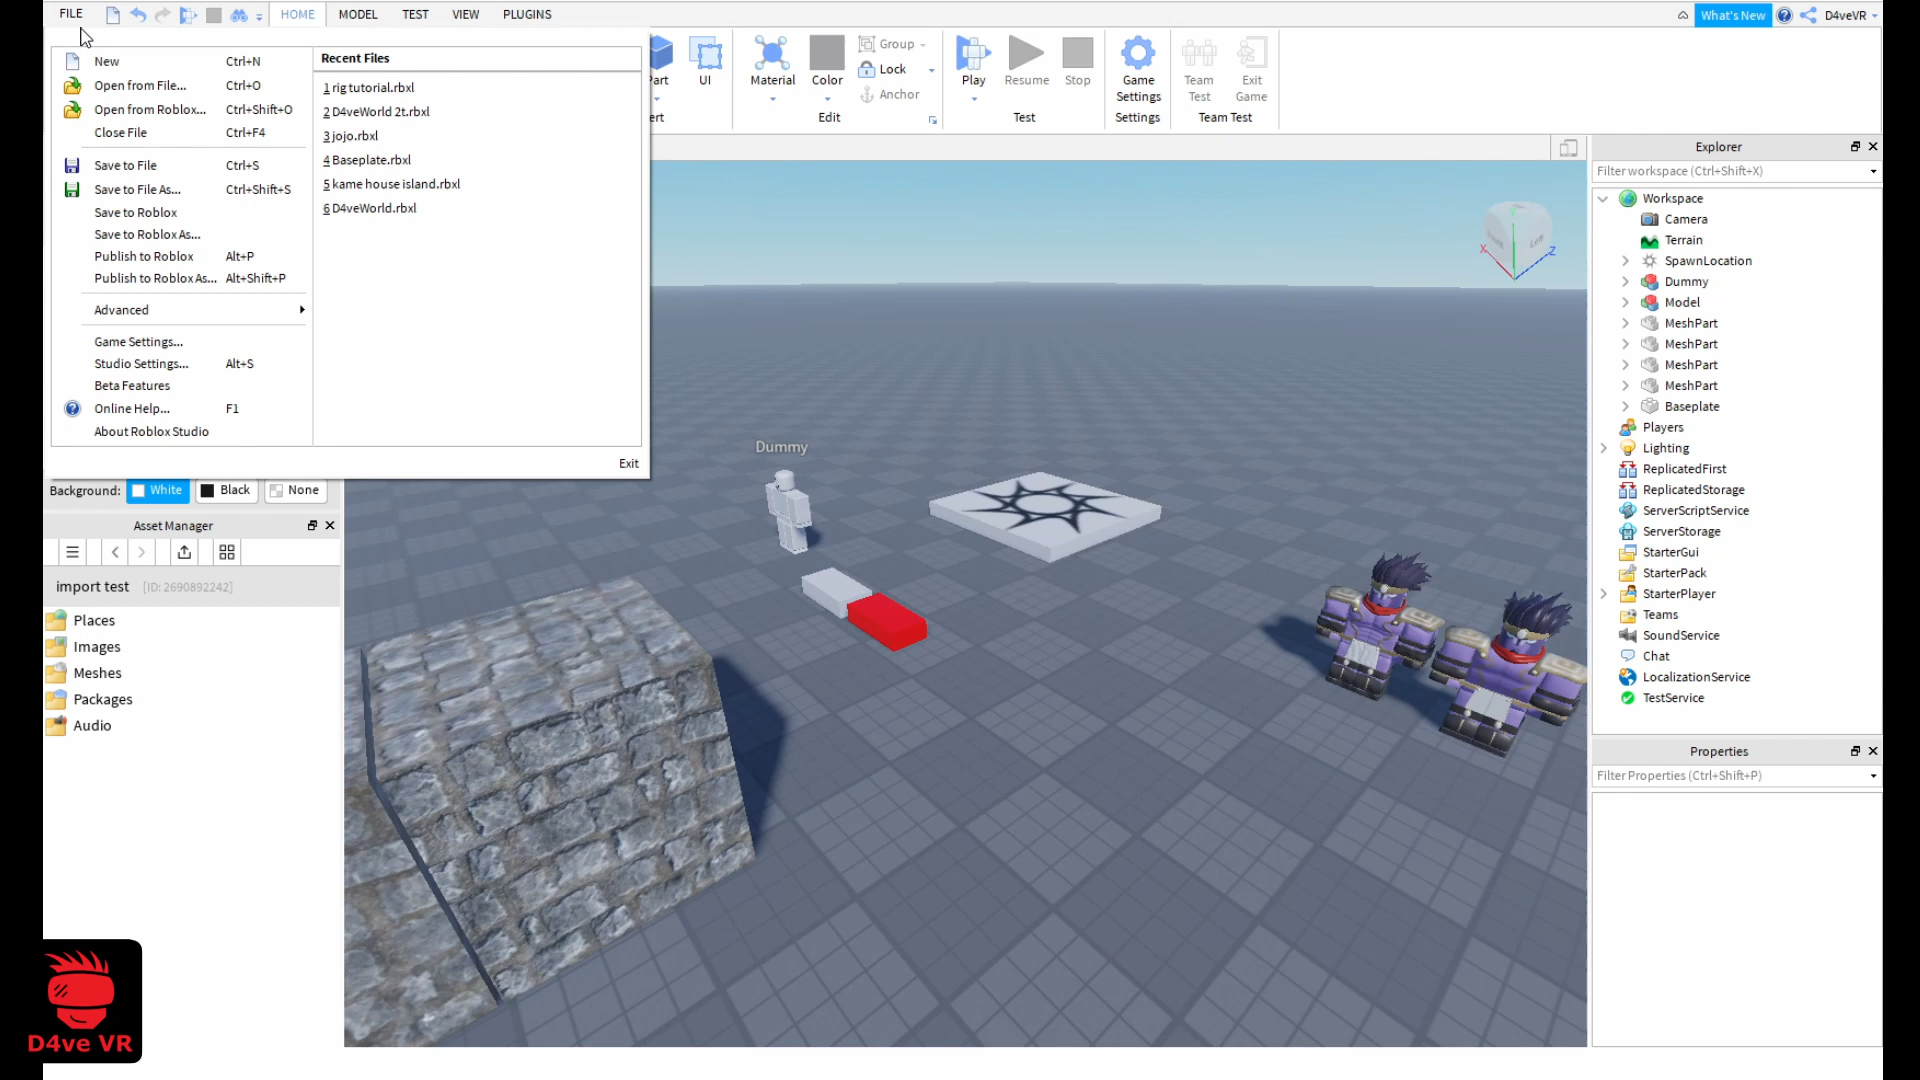 FILE HOME MODEL TEST VIEW PLUGINS What's New D4veVR
New Ctrl+N
Open from File... Ctrl+O
Open from Roblox... Ctrl+Shift+O
Close File Ctrl+F4
Save to File Ctrl+S
Save to File As... Ctrl+Shift+S
Save to Roblox
Save to Roblox As...
Publish to Roblox Alt+P
Publish to Roblox As... Alt+Shift+P
Advanced
Game Settings...
Studio Settings... Alt+S
Beta Features
Online Help... F1
About Roblox Studio
Recent Files
1 rig tutorial.rbxl
2 D4veWorld 2t.rbxl
3 jojo.rbxl
4 Baseplate.rbxl
5 kame house island.rbxl
6 D4veWorld.rbxl
Exit
art
ert
UI
Material
Color
Group
Lock
Anchor
Edit
Play
Resume
Stop
Test
Game
Settings
Settings
Team
Test
Exit
Game
Team Test
Background: White Black None
Asset Manager
import test [ID: 2690892242]
Places
Images
Meshes
Packages
Audio
Dummy
X
Y
Z
Left
Explorer
Filter workspace (Ctrl+Shift+X)
Workspace
Camera
Terrain
SpawnLocation
Dummy
Model
MeshPart
MeshPart
MeshPart
MeshPart
Baseplate
Players
Lighting
ReplicatedFirst
ReplicatedStorage
ServerScriptService
ServerStorage
StarterGui
StarterPack
StarterPlayer
Teams
SoundService
Chat
LocalizationService
TestService
Properties
Filter Properties (Ctrl+Shift+P)
D4ve VR